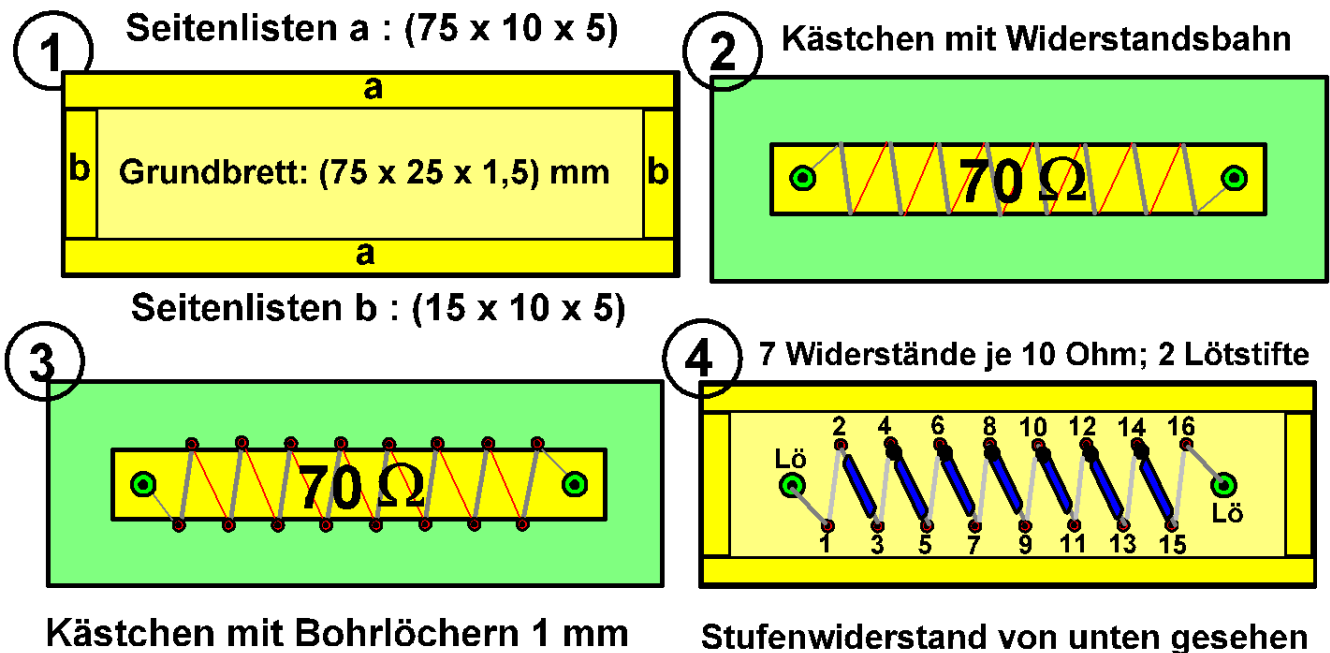 1
Seitenlisten a : (75 x 10 x 5)
a
b
Grundbrett: (75 x 25 x 1,5) mm
b
a
Seitenlisten b : (15 x 10 x 5)
2
Kästchen mit Widerstandsbahn
70 Ω
3
70 Ω
Kästchen mit Bohrlöchern 1 mm
4
7 Widerstände je 10 Ohm; 2 Lötstifte
2 4 6 8 10 12 14 16
Lö
Lö
1 3 5 7 9 11 13 15
Stufenwiderstand von unten gesehen